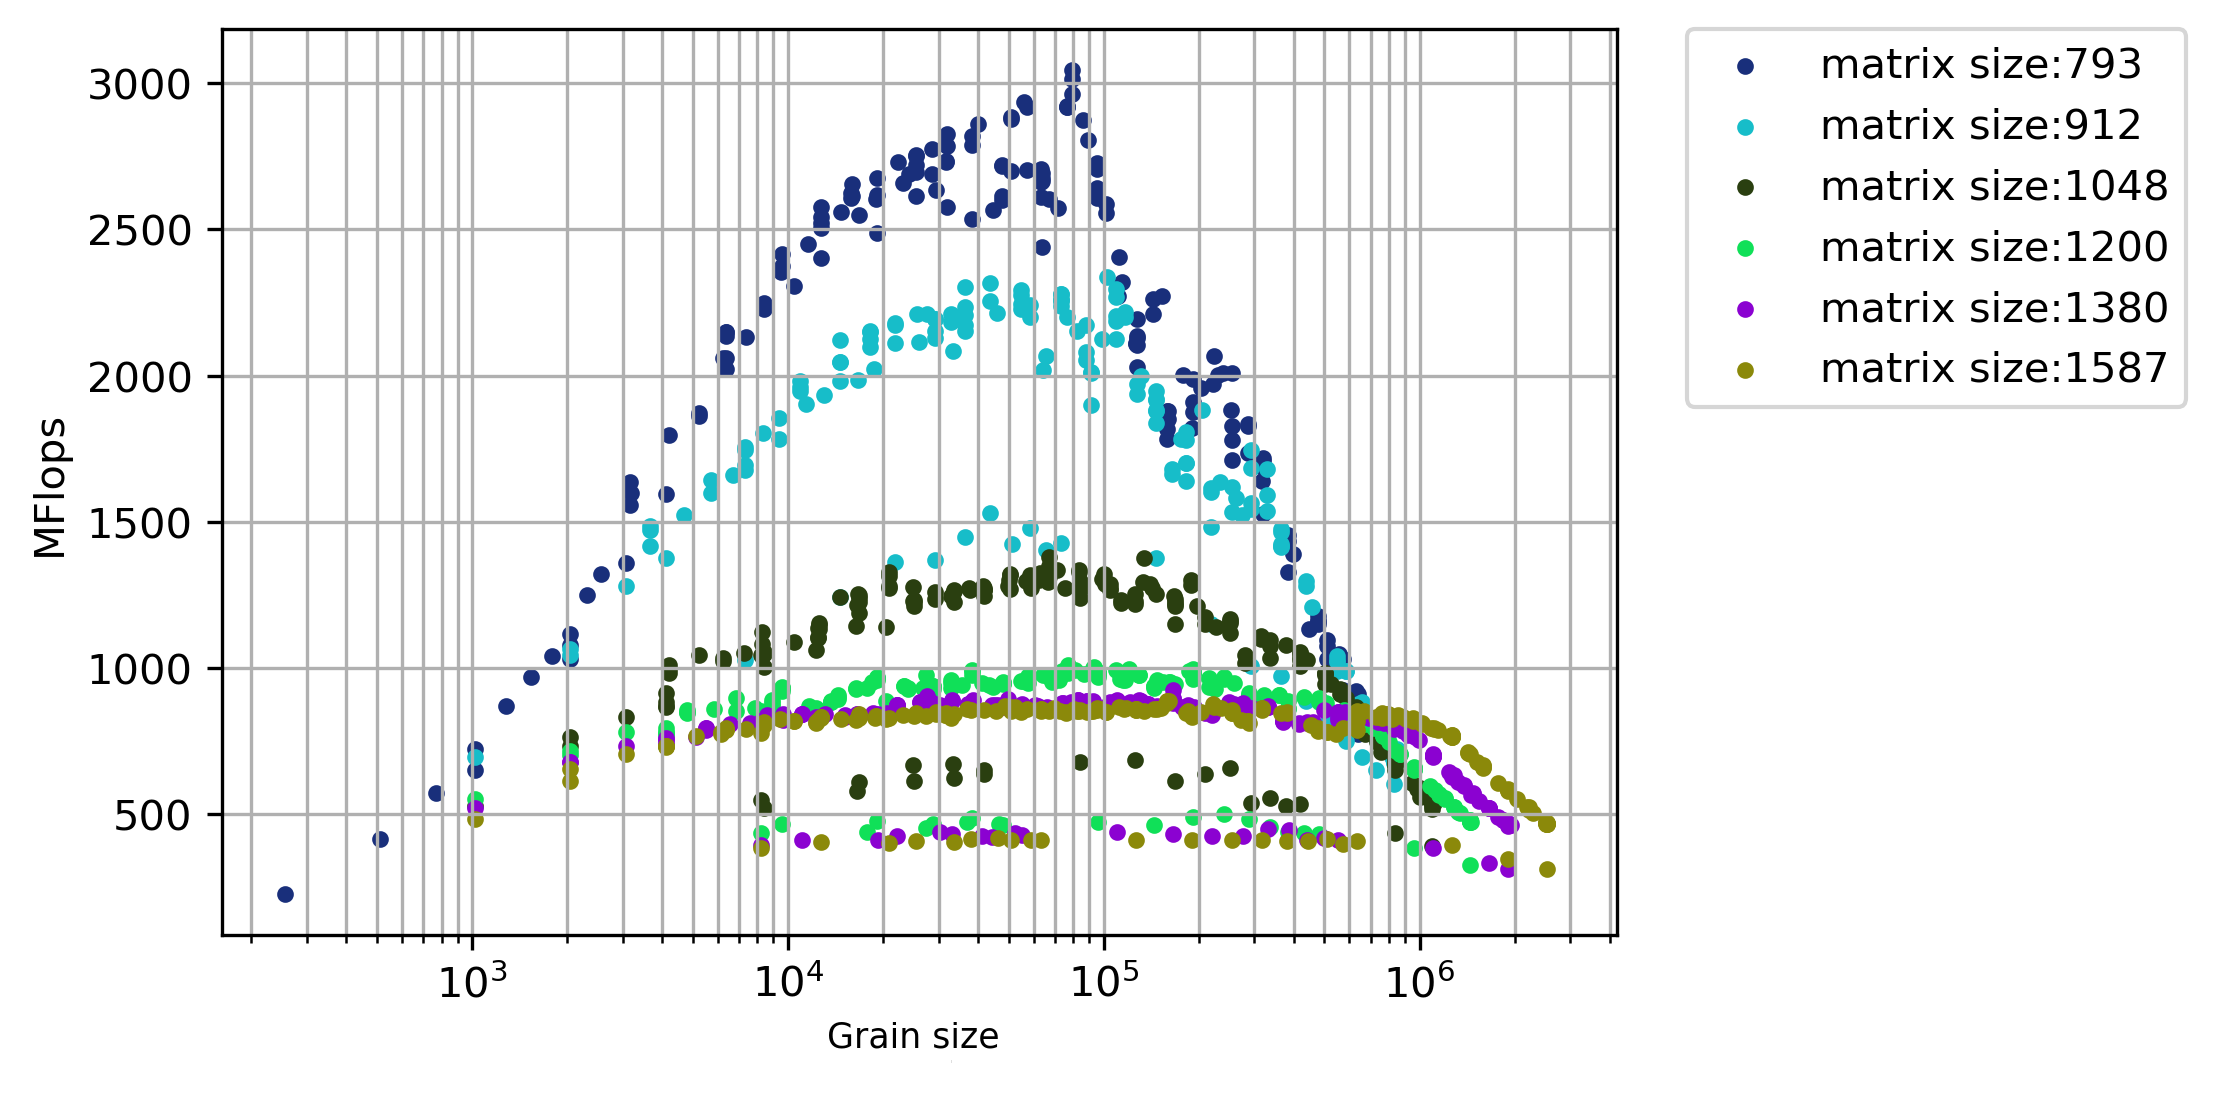 3000
2500
2000
1500
1000
500
MFlops
10³
10⁴
10⁵
10⁶
Grain size
matrix size:793
matrix size:912
matrix size:1048
matrix size:1200
matrix size:1380
matrix size:1587